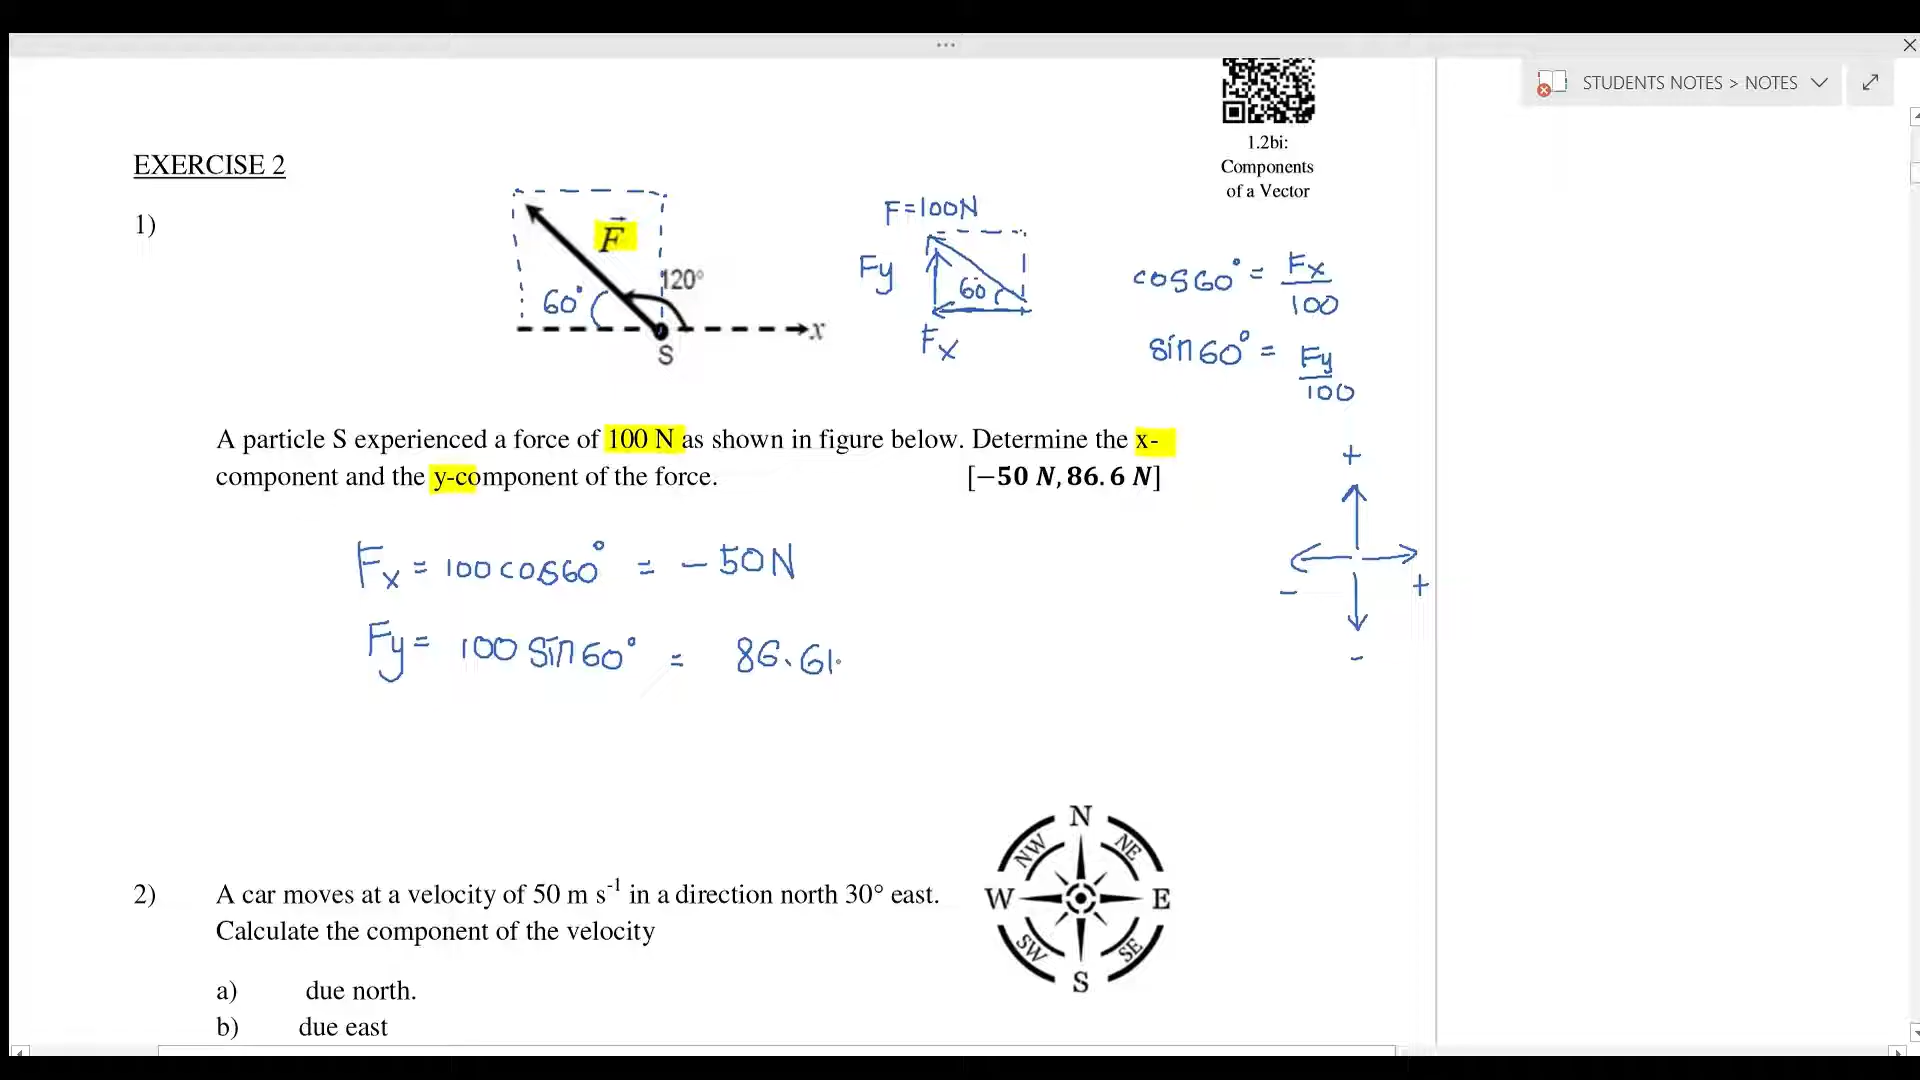 STUDENTS NOTES > NOTES
1.2bi:
Components
of a Vector
EXERCISE 2
1)
F
120°
60°
x
S
F=100N
Fy
60
Fx
cos60° = Fx/100
sin60° = Fy/100
A particle S experienced a force of 100 N as shown in figure below. Determine the x-
component and the y-component of the force. [−50 N, 86.6 N]
Fx = 100cos60° = −50N
Fy = 100 sin60° = 86.61
+
- +
-
2) A car moves at a velocity of 50 m s-1 in a direction north 30° east.
Calculate the component of the velocity
a) due north.
b) due east
N
NW NE
W E
SW SE
S